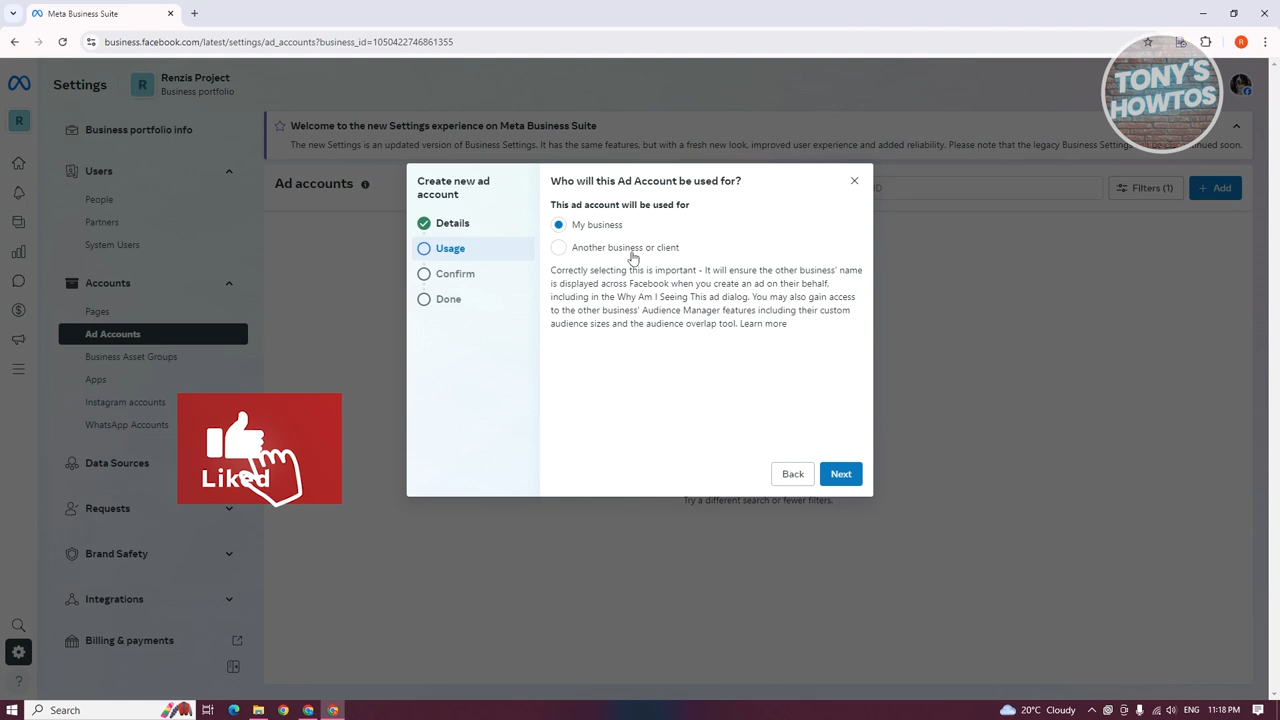 Meta Business Suite
business.facebook.com/latest/settings/ad_accounts?business_id=1050422746861355
R
TONY'S
HOWTOS
Settings
R
Renzis Project
Business portfolio
R
Business portfolio info
Users
People
Partners
System Users
Accounts
Pages
Ad Accounts
Business Asset Groups
Apps
Instagram accounts
WhatsApp Accounts
Data Sources
Requests
Brand Safety
Integrations
Billing & payments
Liked
Welcome to the new Settings experience on Meta Business Suite
The new Settings is an updated version of Business Settings. It has the same features, but with a fresh new look, improved user experience and added reliability. Please note that the legacy Business Settings will be discontinued soon.
Ad accounts
ID
Filters (1)
+ Add
Create new ad
account
Details
Usage
Confirm
Done
Who will this Ad Account be used for?
This ad account will be used for
My business
Another business or client
Correctly selecting this is important - It will ensure the other business' name
is displayed across Facebook when you create an ad on their behalf,
including in the Why Am I Seeing This ad dialog. You may also gain access
to the other business' Audience Manager features including their custom
audience sizes and the audience overlap tool. Learn more
Back
Next
Try a different search or fewer filters.
Search
20°C Cloudy
ENG
11:18 PM